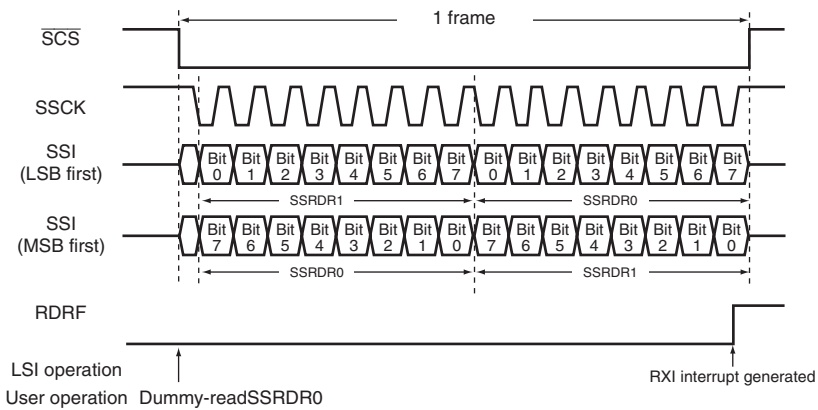 1 frame
SCS
SSCK
SSI
(LSB first)
Bit 0 Bit 1 Bit 2 Bit 3 Bit 4 Bit 5 Bit 6 Bit 7 Bit 0 Bit 1 Bit 2 Bit 3 Bit 4 Bit 5 Bit 6 Bit 7
SSRDR1 SSRDR0
SSI
(MSB first)
Bit 7 Bit 6 Bit 5 Bit 4 Bit 3 Bit 2 Bit 1 Bit 0 Bit 7 Bit 6 Bit 5 Bit 4 Bit 3 Bit 2 Bit 1 Bit 0
SSRDR0 SSRDR1
RDRF
LSI operation RXI interrupt generated
User operation Dummy-readSSRDR0